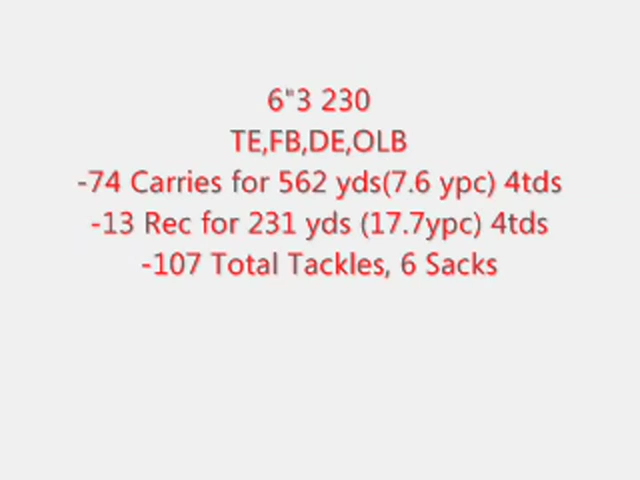 6"3 230
TE,FB,DE,OLB
-74 Carries for 562 yds(7.6 ypc) 4tds
-13 Rec for 231 yds (17.7ypc) 4tds
-107 Total Tackles, 6 Sacks